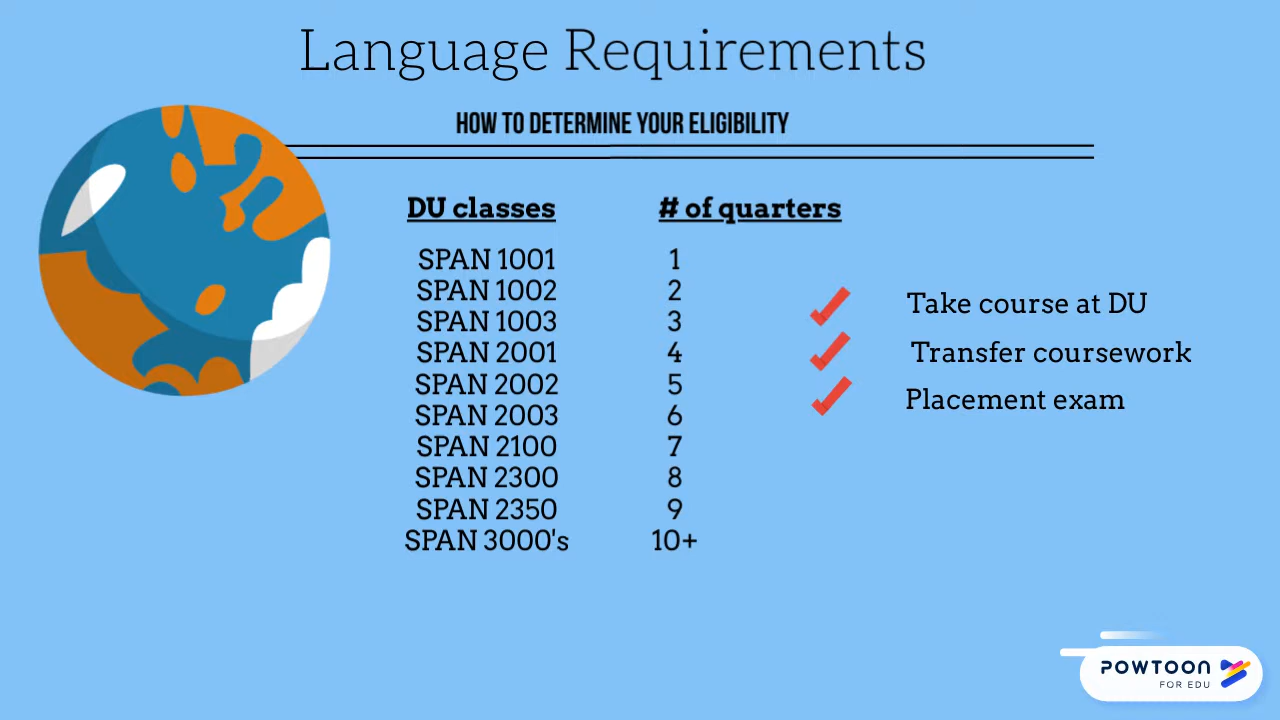 Language Requirements
HOW TO DETERMINE YOUR ELIGIBILITY
DU classes # of quarters
SPAN 1001 1
SPAN 1002 2
SPAN 1003 3
SPAN 2001 4
SPAN 2002 5
SPAN 2003 6
SPAN 2100 7
SPAN 2300 8
SPAN 2350 9
SPAN 3000's 10+
Take course at DU
Transfer coursework
Placement exam
POWTOON
FOR EDU